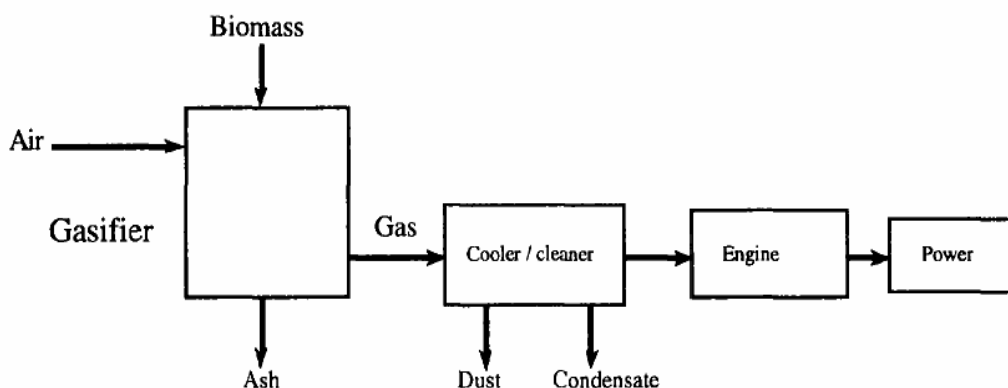 Biomass
Air
Gasifier
Gas
Cooler / cleaner
Engine
Power
Ash
Dust
Condensate